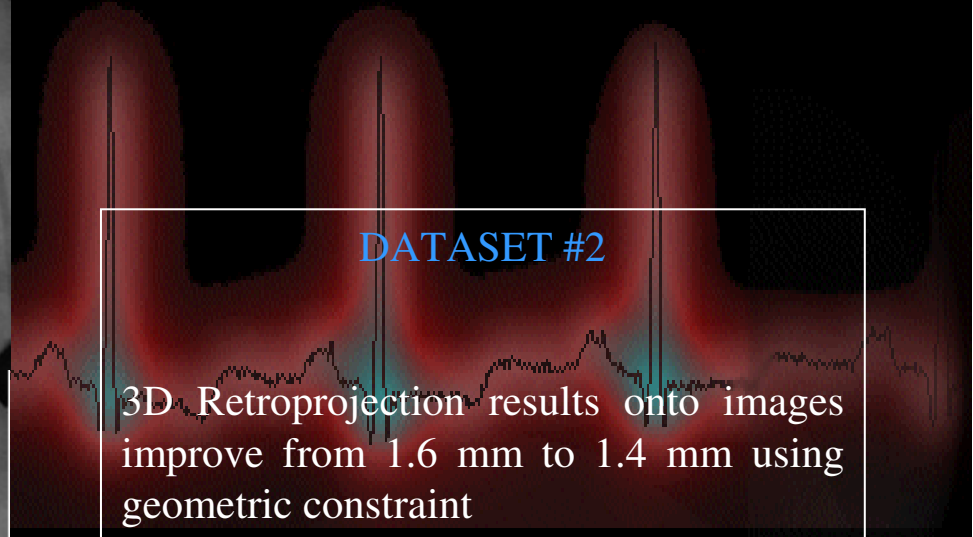 DATASET #2
3D Retroprojection results onto images
improve from 1.6 mm to 1.4 mm using
geometric constraint